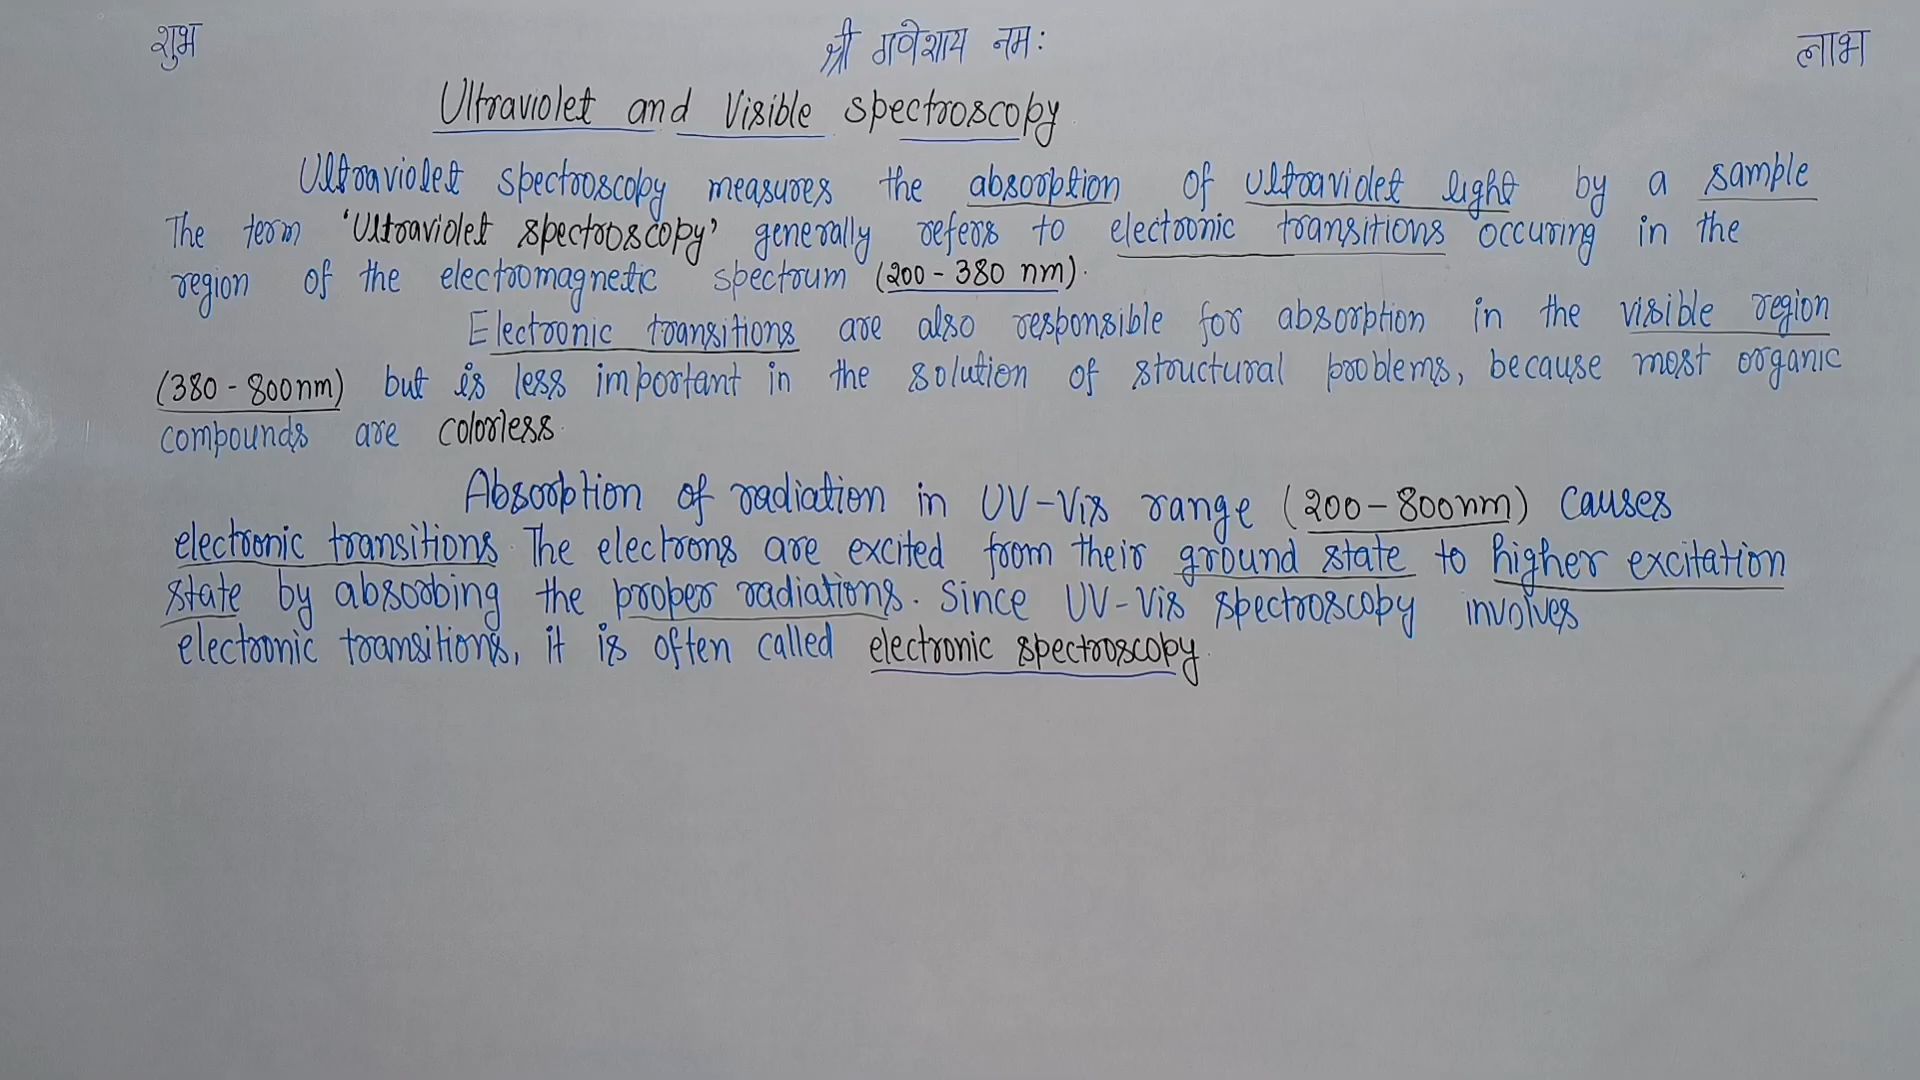 शुभ श्री गणेशाय नमः लाभ
Ultraviolet and Visible spectroscopy
Ultraviolet spectroscopy measures the absorption of ultraviolet light by a sample
The term 'Ultraviolet spectroscopy' generally refers to electronic transitions occuring in the
region of the electromagnetic spectrum (200 - 380 nm).
Electronic transitions are also responsible for absorption in the visible region
(380 - 800nm) but is less important in the solution of structural problems, because most organic
compounds are colorless.
Absorption of radiation in UV-Vis range (200 - 800nm) causes
electronic transitions. The electrons are excited from their ground state to higher excitation
state by absorbing the proper radiations. Since UV-Vis spectroscopy involves
electronic transitions, it is often called electronic spectroscopy.